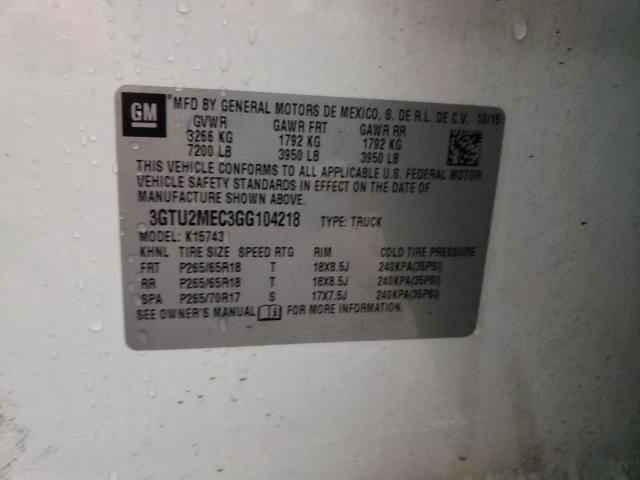 GM ® MFD BY GENERAL MOTORS DE MEXICO, S. DE R.L. DE C.V. 10/15
GVWR GAWR FRT GAWR RR
3266 KG 1792 KG 1792 KG
7200 LB 3950 LB 3950 LB
THIS VEHICLE CONFORMS TO ALL APPLICABLE U.S. FEDERAL MOTOR
VEHICLE SAFETY STANDARDS IN EFFECT ON THE DATE OF
MANUFACTURE SHOWN ABOVE.
3GTU2MEC3GG104218 TYPE: TRUCK
MODEL: K15743
KHNL TIRE SIZE SPEED RTG RIM COLD TIRE PRESSURE
FRT P265/65R18 T 18X8.5J 240KPA(35PSI)
RR P265/65R18 T 18X8.5J 240KPA(35PSI)
SPA P265/70R17 S 17X7.5J 240KPA(35PSI)
SEE OWNER'S MANUAL FOR MORE INFORMATION.